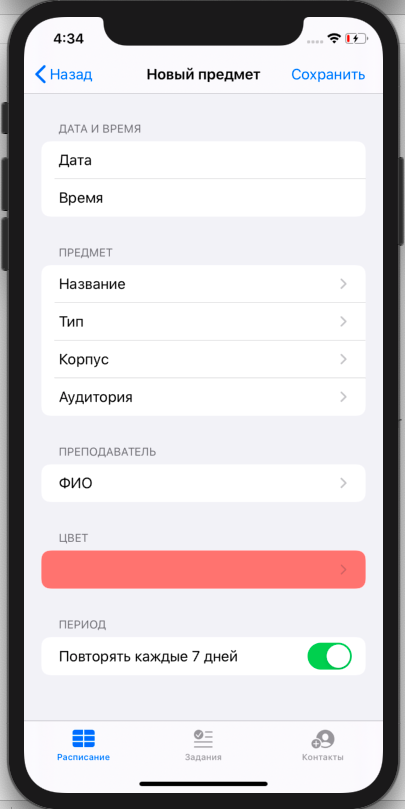 4:34
Назад
Новый предмет
Сохранить
ДАТА И ВРЕМЯ
Дата
Время
ПРЕДМЕТ
Название
Тип
Корпус
Аудитория
ПРЕПОДАВАТЕЛЬ
ФИО
ЦВЕТ
ПЕРИОД
Повторять каждые 7 дней
Расписание
Задания
Контакты